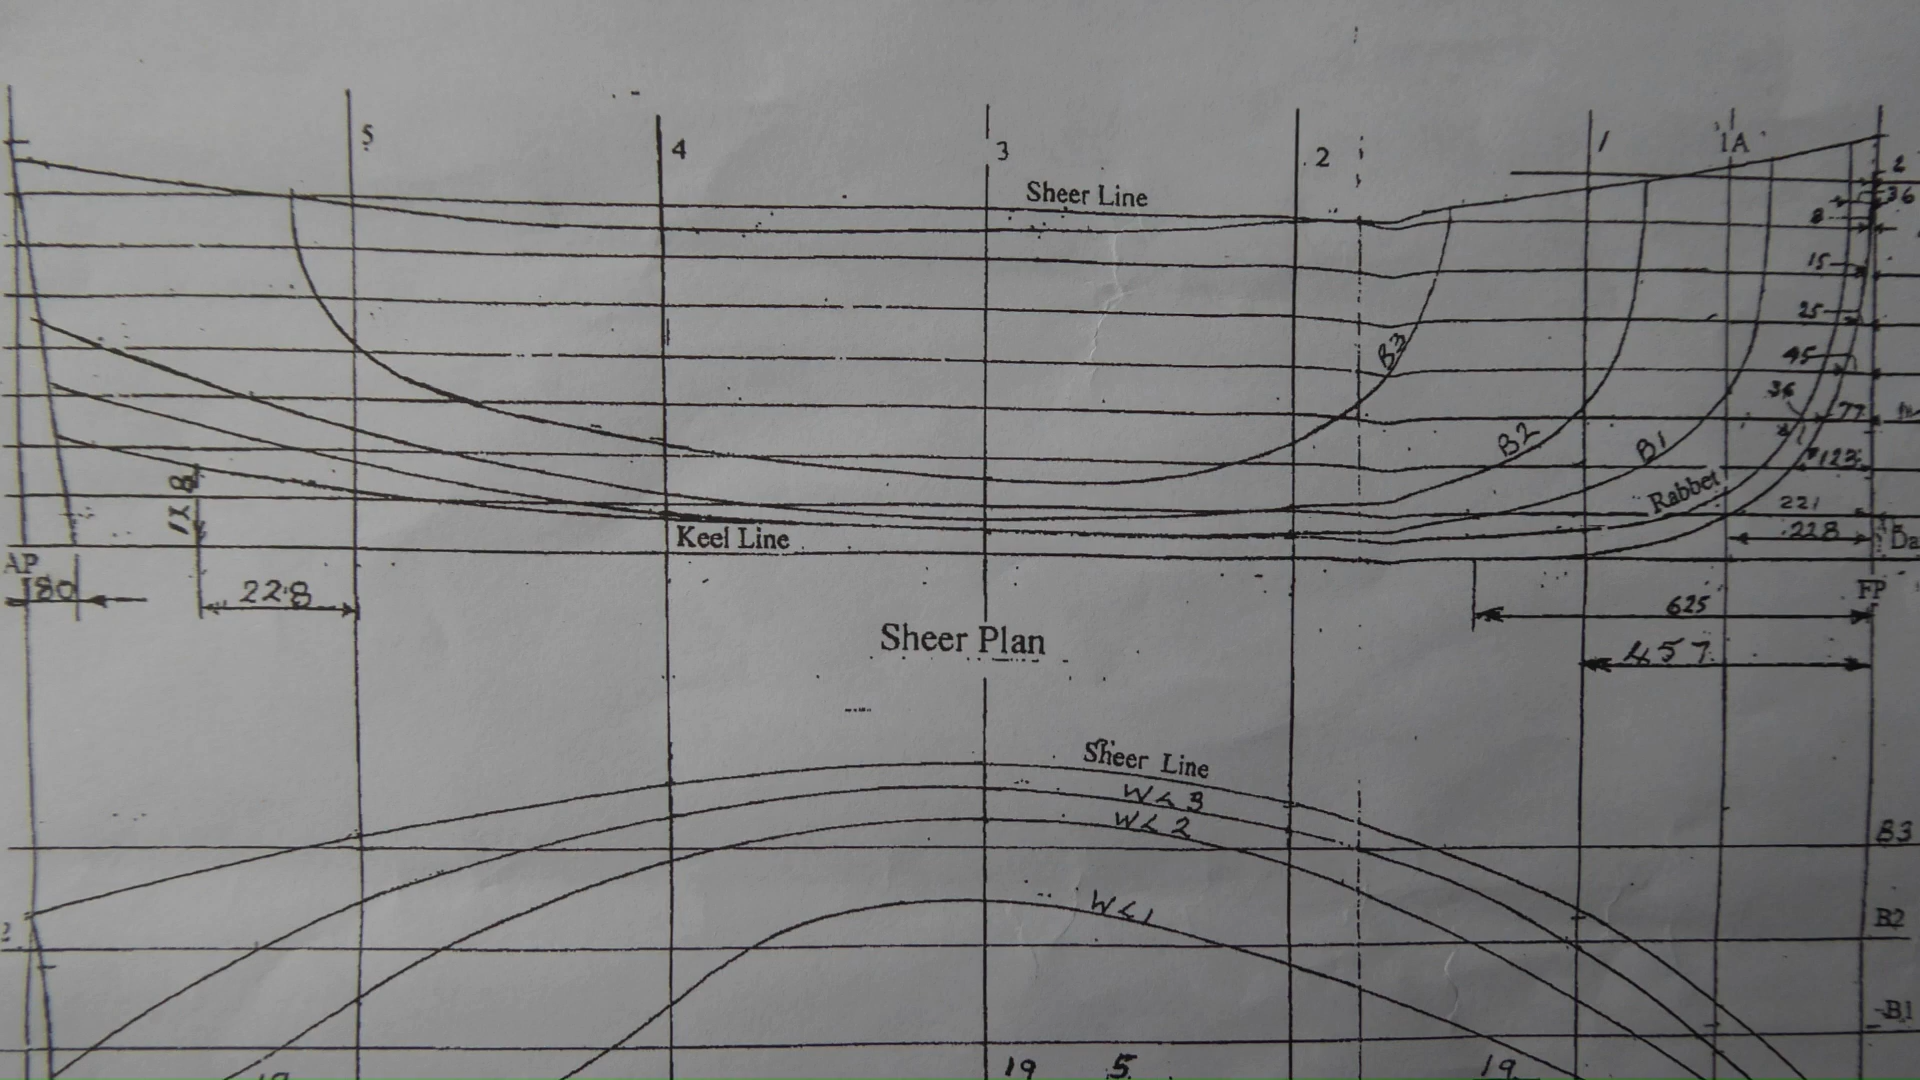 5
4
3
2
1
1A
Sheer Line
2
36
8
15
B3
25
45
36
77
B2
B1
123
Rabbet
221
Keel Line
228
AP
80
228
FP
625
Sheer Plan
457
Sheer Line
WL3
WL2
B3
WL1
B2
B1
19
5
19